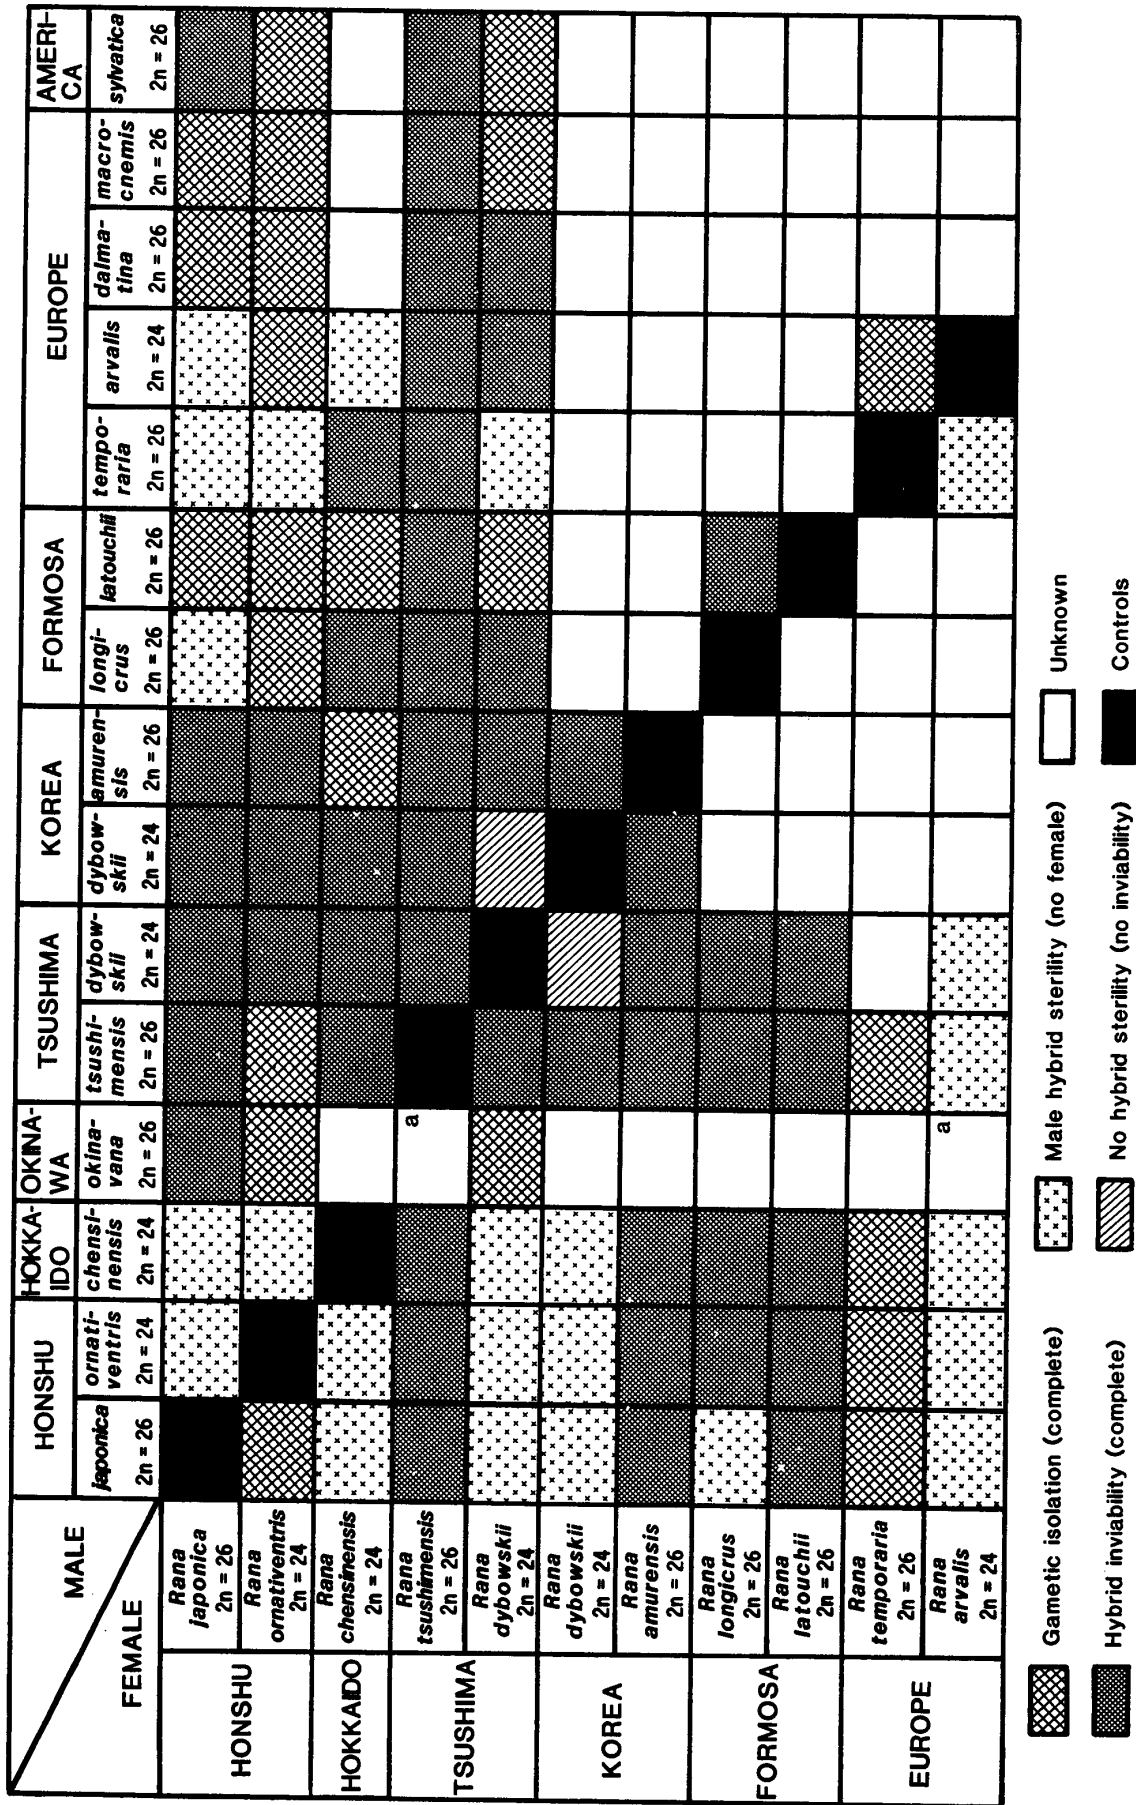 MALE
FEMALE
HONSHU
HOKKA-
IDO
OKINA-
WA
TSUSHIMA
KOREA
FORMOSA
EUROPE
AMERI-
CA
japonica
2n = 26
ornati-
ventris
2n = 24
chensi-
nensis
2n = 24
okina-
vana
2n = 26
tsushi-
mensis
2n = 26
dybow-
skii
2n = 24
dybow-
skii
2n = 24
amuren-
sis
2n = 26
longi-
crus
2n = 26
latouchii
2n = 26
tempo-
raria
2n = 26
arvalis
2n = 24
dalma-
tina
2n = 26
macro-
cnemis
2n = 26
sylvatica
2n = 26
HONSHU
Rana
japonica
2n = 26
Rana
ornativentris
2n = 24
HOKKAIDO
Rana
chensinensis
2n = 24
TSUSHIMA
Rana
tsushimensis
2n = 26
a
Rana
dybowskii
2n = 24
KOREA
Rana
dybowskii
2n = 24
Rana
amurensis
2n = 26
FORMOSA
Rana
longicrus
2n = 26
Rana
latouchii
2n = 26
EUROPE
Rana
temporaria
2n = 26
Rana
arvalis
2n = 24
a
Gametic isolation (complete)
Male hybrid sterility (no female)
Unknown
Hybrid inviability (complete)
No hybrid sterility (no inviability)
Controls